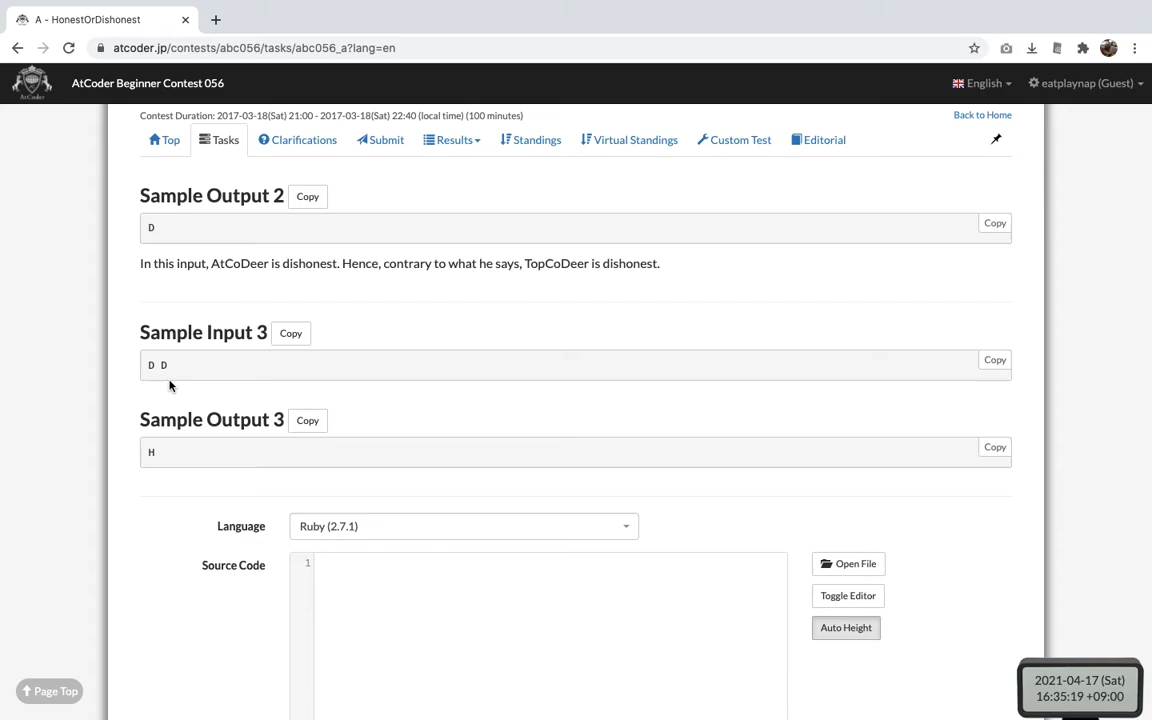 A - HonestOrDishonest
atcoder.jp/contests/abc056/tasks/abc056_a?lang=en
AtCoder Beginner Contest 056
English
eatplaynap (Guest)
Contest Duration: 2017-03-18(Sat) 21:00 - 2017-03-18(Sat) 22:40 (local time) (100 minutes)
Back to Home
Top Tasks Clarifications Submit Results Standings Virtual Standings Custom Test Editorial
Sample Output 2 Copy
D Copy
In this input, AtCoDeer is dishonest. Hence, contrary to what he says, TopCoDeer is dishonest.
Sample Input 3 Copy
D D Copy
Sample Output 3 Copy
H Copy
Language Ruby (2.7.1)
Source Code 1 Open File
Toggle Editor
Auto Height
Page Top
2021-04-17 (Sat)
16:35:19 +09:00